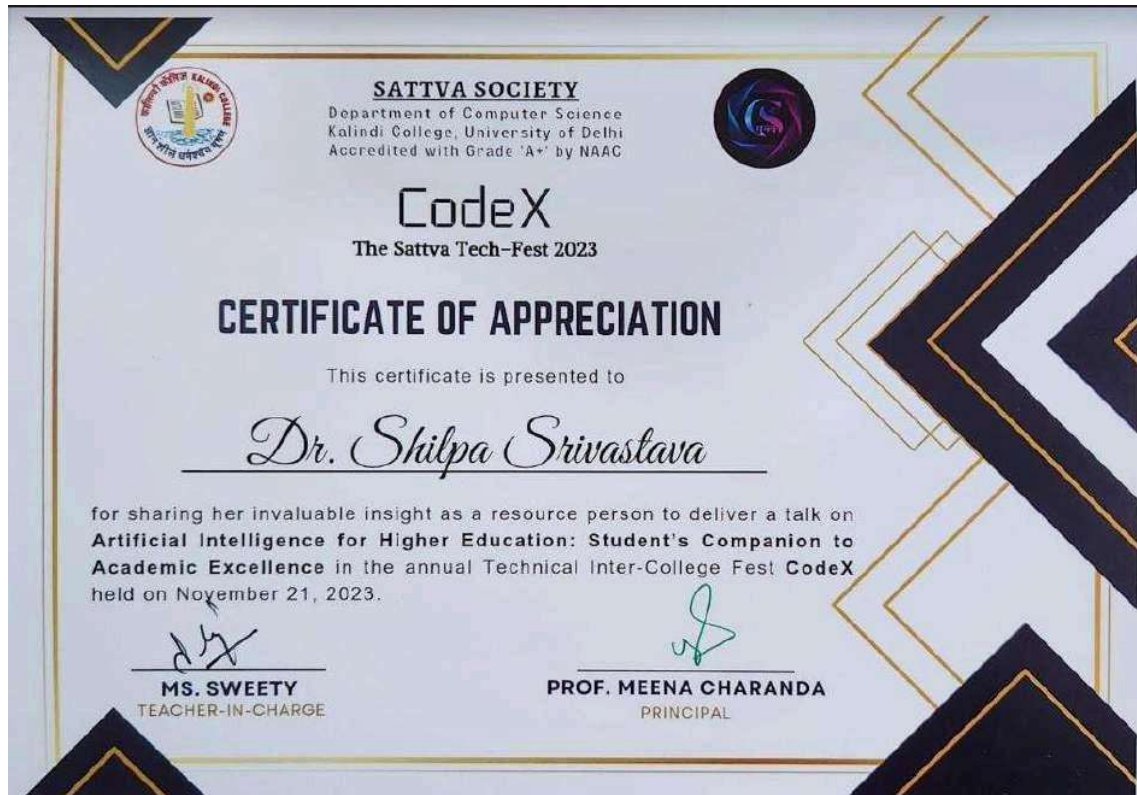 SATTVA SOCIETY
Department of Computer Science
Kalindi College, University of Delhi
Accredited with Grade 'A+' by NAAC
KALINDI COLLEGE
CodeX
The Sattva Tech-Fest 2023
CERTIFICATE OF APPRECIATION
This certificate is presented to
Dr. Shilpa Srivastava
for sharing her invaluable insight as a resource person to deliver a talk on
Artificial Intelligence for Higher Education: Student's Companion to
Academic Excellence in the annual Technical Inter-College Fest CodeX
held on November 21, 2023.
MS. SWEETY
TEACHER-IN-CHARGE
PROF. MEENA CHARANDA
PRINCIPAL